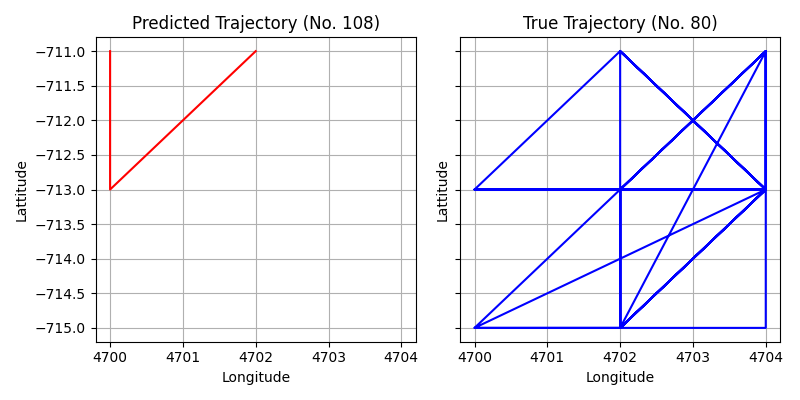 Predicted Trajectory (No. 108)
True Trajectory (No. 80)
−711.0
−711.5
−712.0
−712.5
−713.0
−713.5
−714.0
−714.5
−715.0
Lattitude
Lattitude
4700 4701 4702 4703 4704
4700 4701 4702 4703 4704
Longitude
Longitude